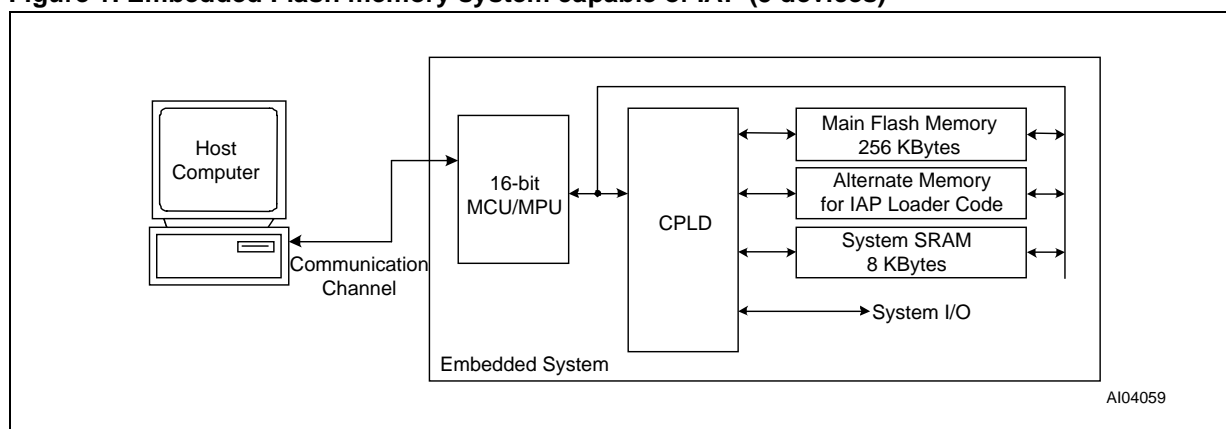 Figure 1. Embedded Flash memory system capable of IAP (5 devices)
Host
Computer
Communication
Channel
16-bit
MCU/MPU
CPLD
Main Flash Memory
256 KBytes
Alternate Memory
for IAP Loader Code
System SRAM
8 KBytes
System I/O
Embedded System
AI04059